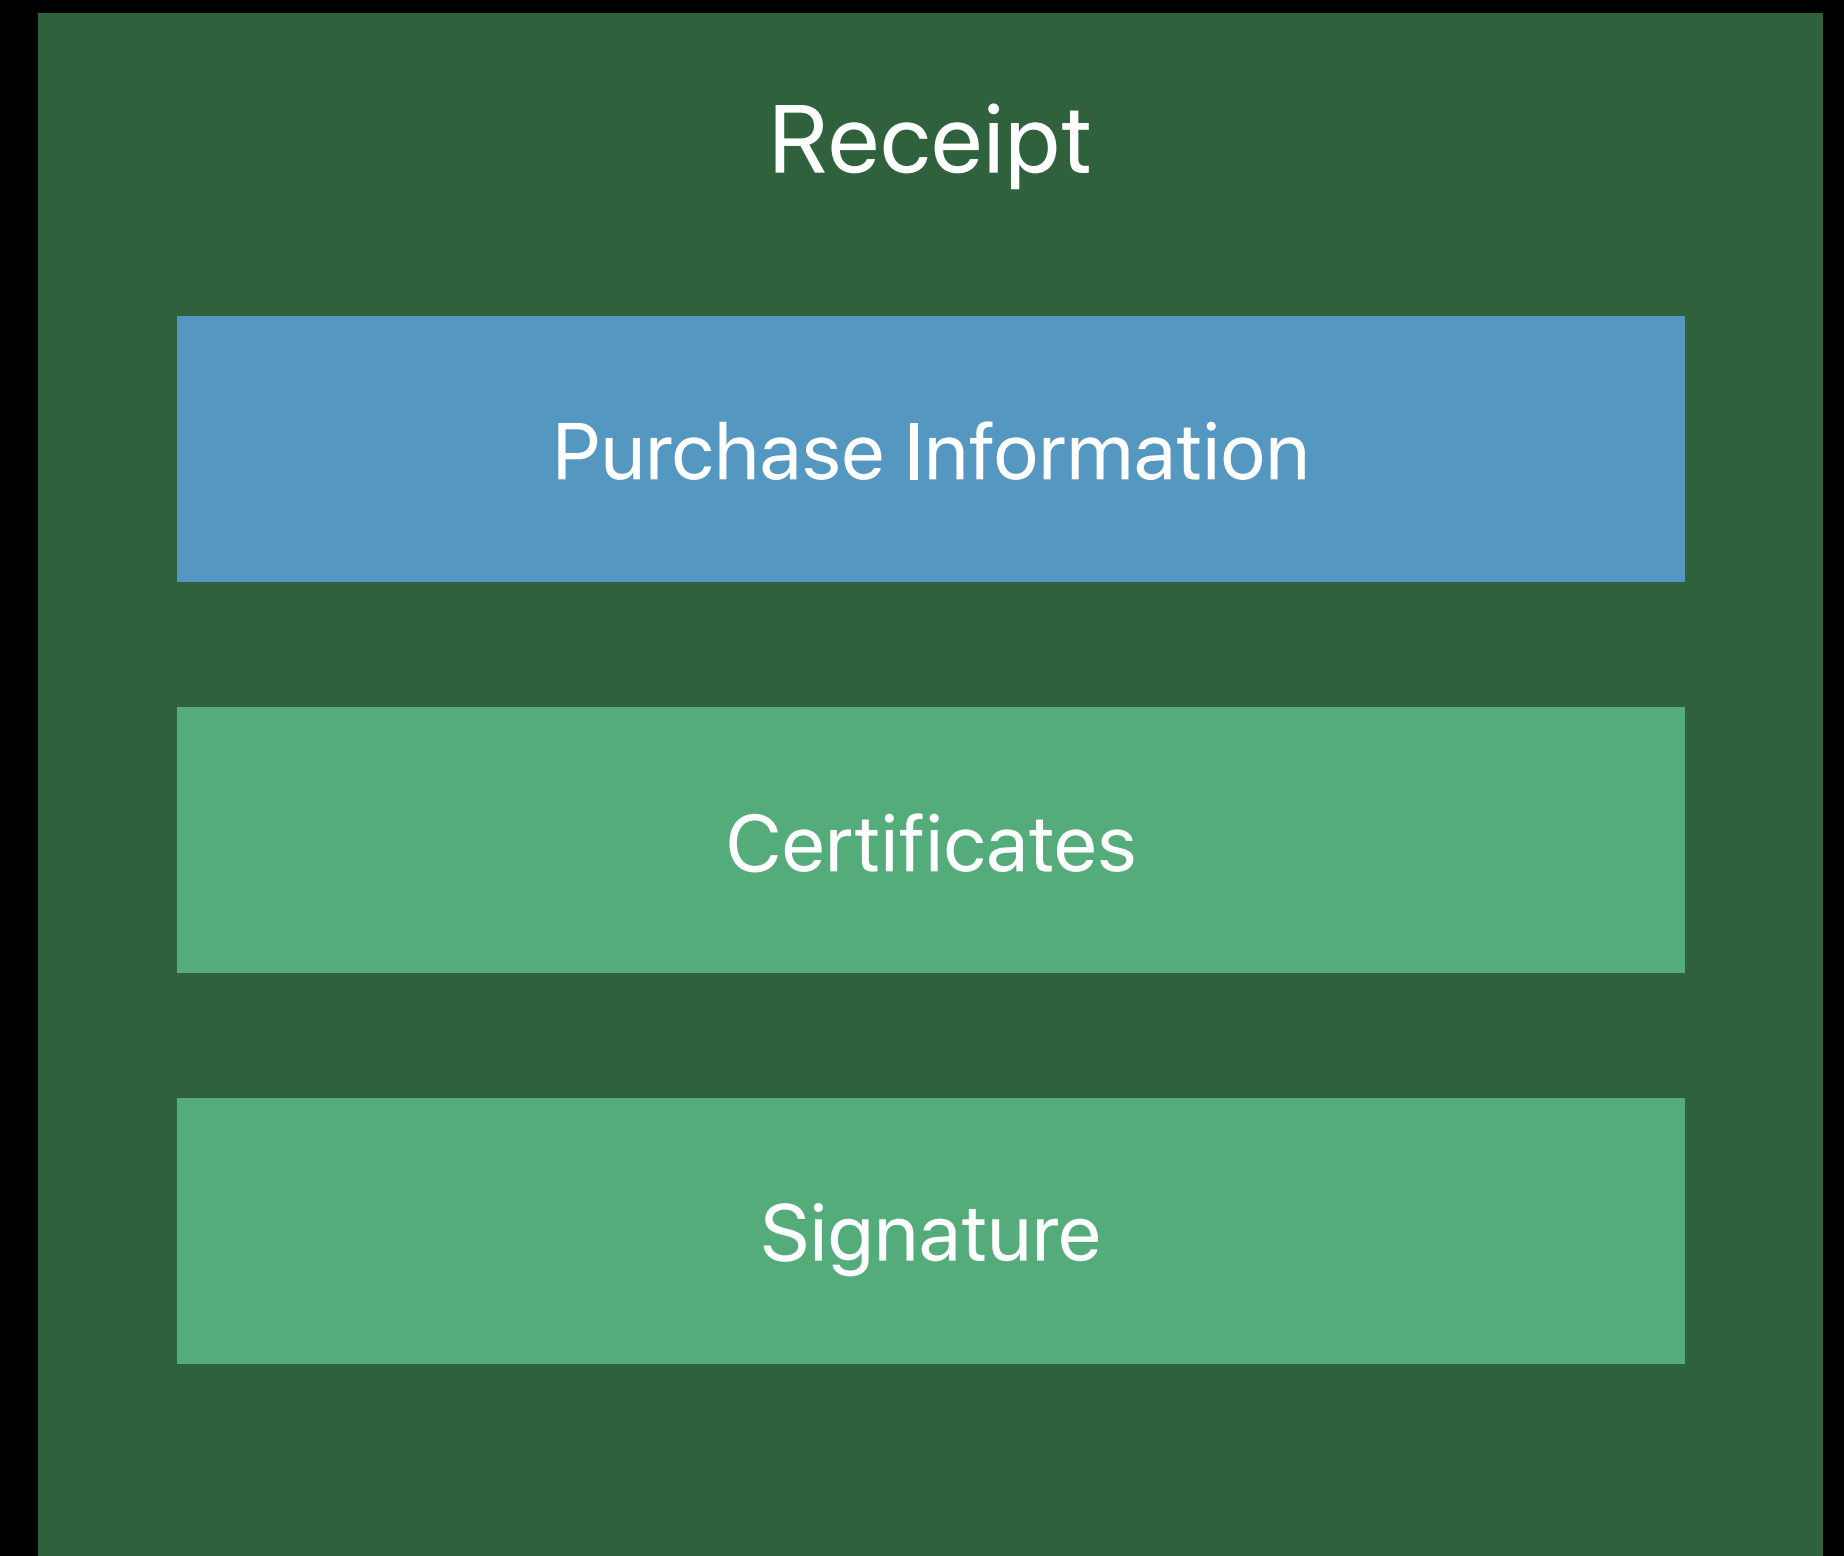 Receipt
Purchase Information
Certificates
Signature